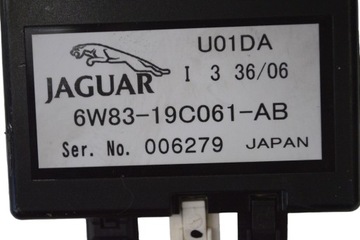 U01DA
JAGUAR I 3 36/06
6W83-19C061-AB
Ser. No. 006279 JAPAN